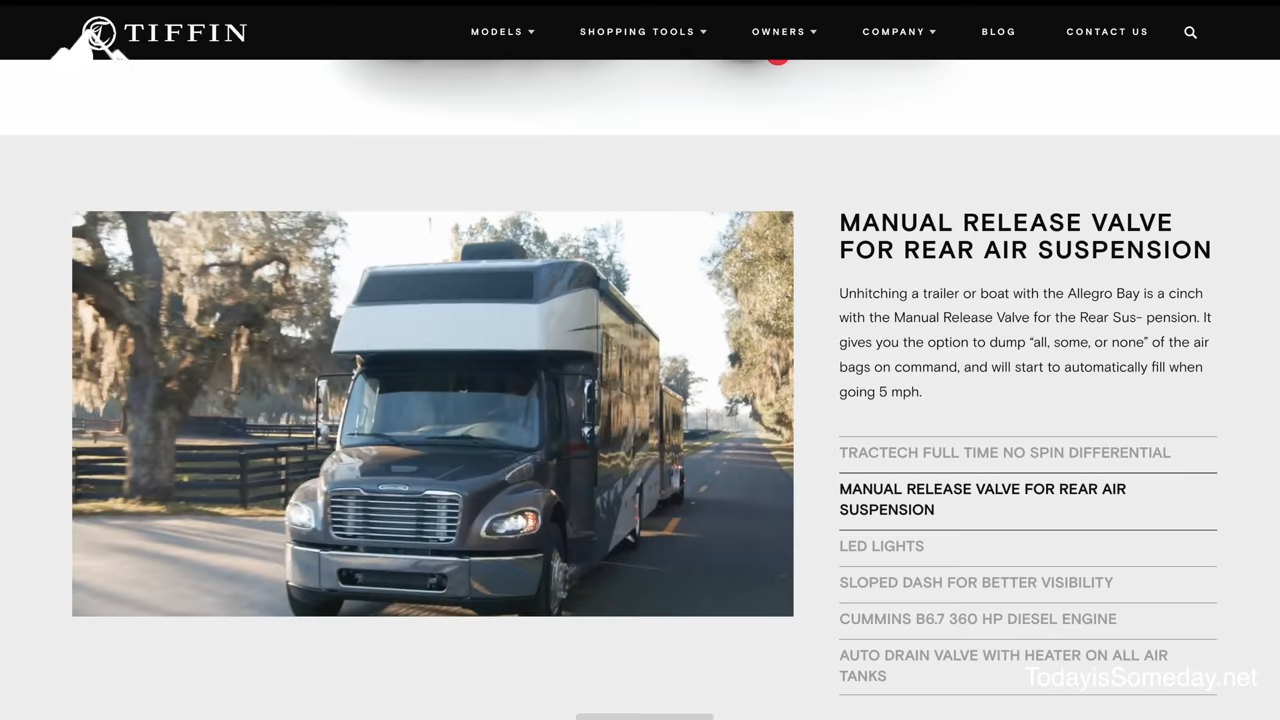 TIFFIN
MODELS
SHOPPING TOOLS
OWNERS
COMPANY
BLOG
CONTACT US
MANUAL RELEASE VALVE
FOR REAR AIR SUSPENSION
Unhitching a trailer or boat with the Allegro Bay is a cinch
with the Manual Release Valve for the Rear Sus- pension. It
gives you the option to dump “all, some, or none” of the air
bags on command, and will start to automatically fill when
going 5 mph.
TRACTECH FULL TIME NO SPIN DIFFERENTIAL
MANUAL RELEASE VALVE FOR REAR AIR
SUSPENSION
LED LIGHTS
SLOPED DASH FOR BETTER VISIBILITY
CUMMINS B6.7 360 HP DIESEL ENGINE
AUTO DRAIN VALVE WITH HEATER ON ALL AIR
TANKS
TodayisSomeday.net